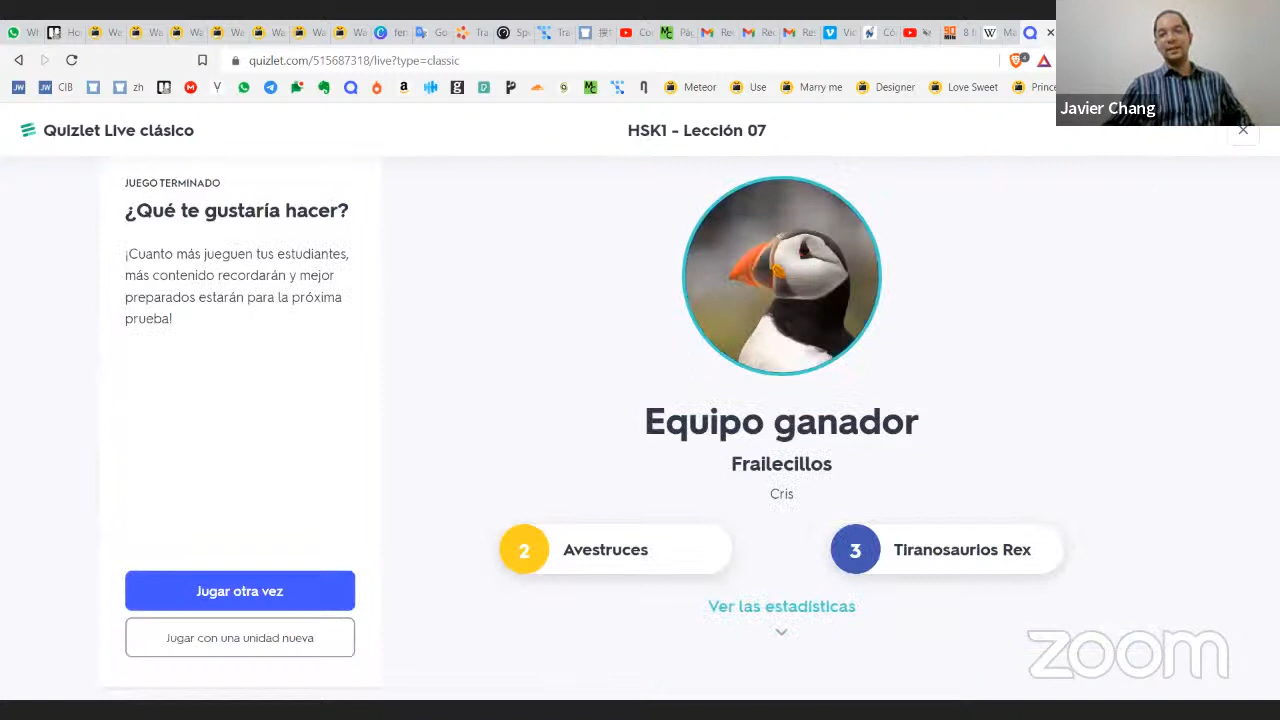 quizlet.com/515687318/live?type=classic
CIB
zh
Meteor
Use
Marry me
Designer
Love Sweet
Javier Chang
Quizlet Live clásico
HSK1 - Lección 07
JUEGO TERMINADO
¿Qué te gustaría hacer?
¡Cuanto más jueguen tus estudiantes,
más contenido recordarán y mejor
preparados estarán para la próxima
prueba!
Jugar otra vez
Jugar con una unidad nueva
Equipo ganador
Frailecillos
Cris
2 Avestruces
3 Tiranosaurios Rex
Ver las estadísticas
zoom